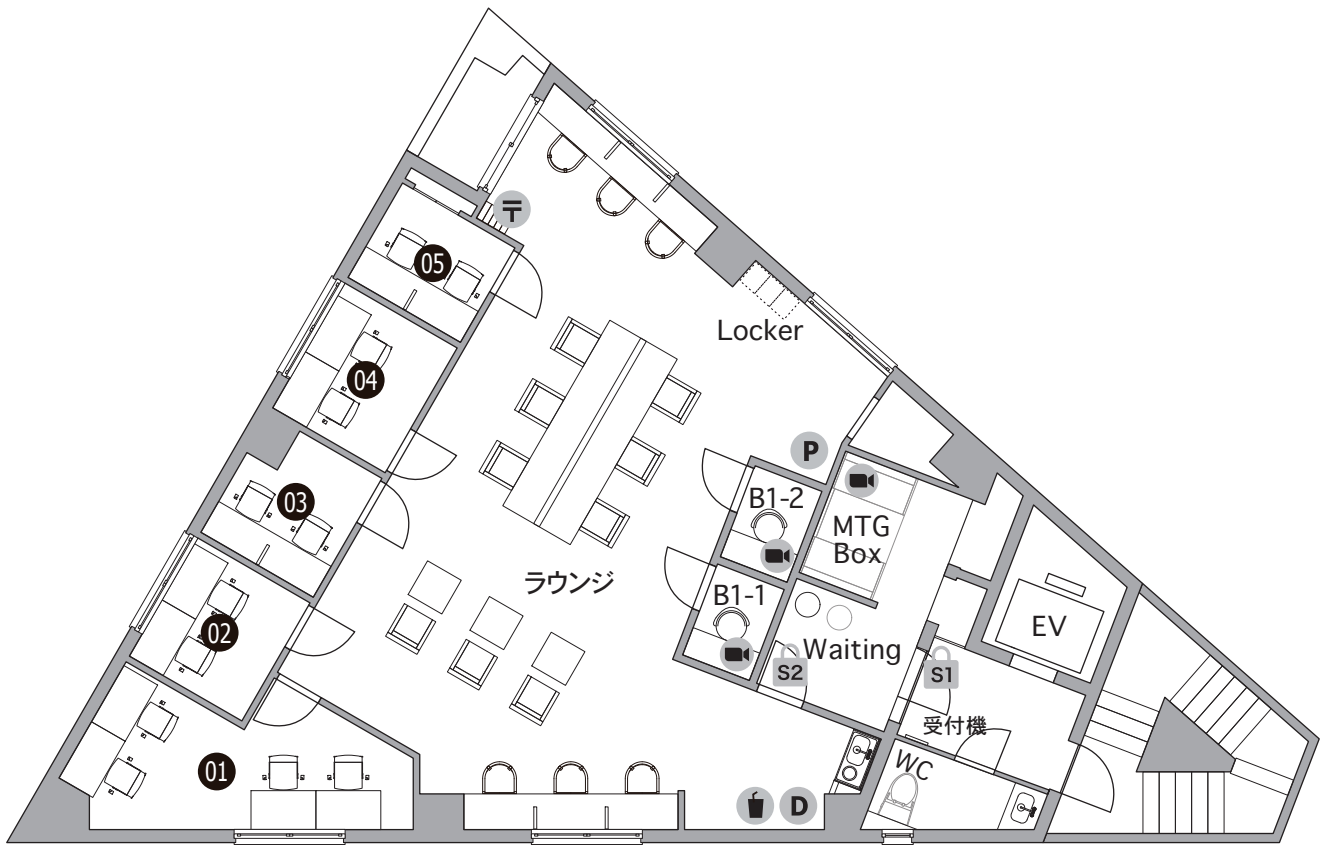 〒
05
Locker
04
P
B1-2
MTG
Box
03
ラウンジ
B1-1
EV
02
Waiting
S2
S1
受付機
01
WC
D